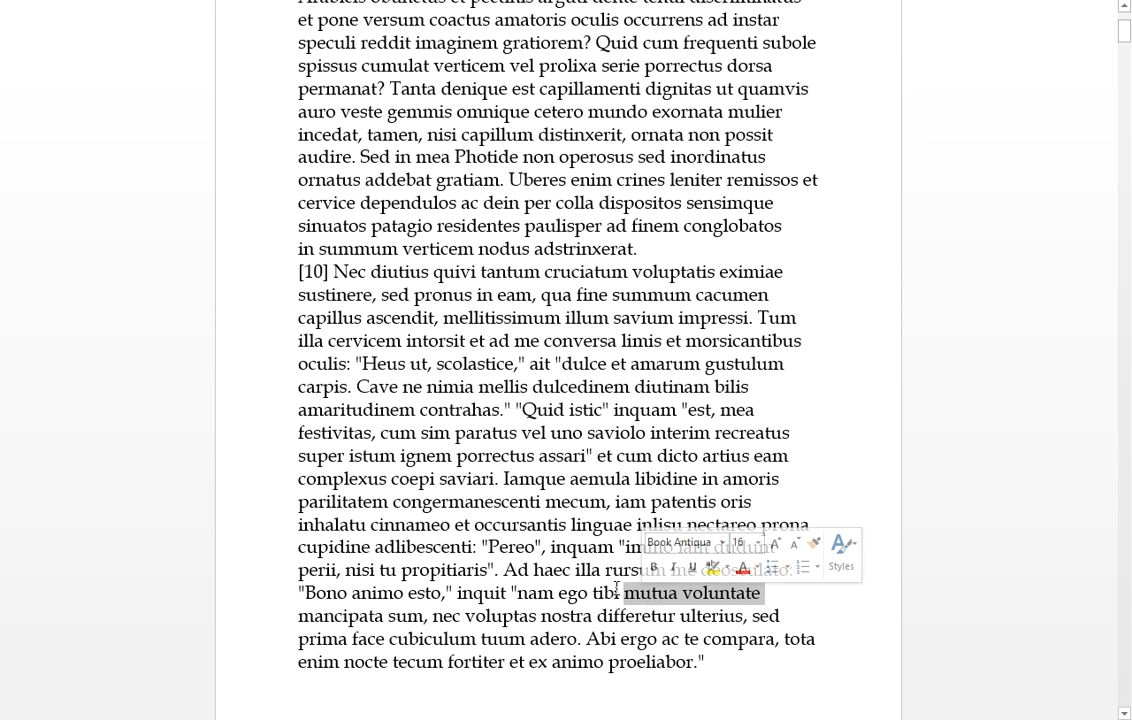 et pone versum coactus amatoris oculis occurrens ad instar
speculi reddit imaginem gratiorem? Quid cum frequenti subole
spissus cumulat verticem vel prolixa serie porrectus dorsa
permanat? Tanta denique est capillamenti dignitas ut quamvis
auro veste gemmis omnique cetero mundo exornata mulier
incedat, tamen, nisi capillum distinxerit, ornata non possit
audire. Sed in mea Photide non operosus sed inordinatus
ornatus addebat gratiam. Uberes enim crines leniter remissos et
cervice dependulos ac dein per colla dispositos sensimque
sinuatos patagio residentes paulisper ad finem conglobatos
in summum verticem nodus adstrinxerat.
[10] Nec diutius quivi tantum cruciatum voluptatis eximiae
sustinere, sed pronus in eam, qua fine summum cacumen
capillus ascendit, mellitissimum illum savium impressi. Tum
illa cervicem intorsit et ad me conversa limis et morsicantibus
oculis: "Heus ut, scolastice," ait "dulce et amarum gustulum
carpis. Cave ne nimia mellis dulcedinem diutinam bilis
amaritudinem contrahas." "Quid istic" inquam "est, mea
festivitas, cum sim paratus vel uno saviolo interim recreatus
super istum ignem porrectus assari" et cum dicto artius eam
complexus coepi saviari. Iamque aemula libidine in amoris
parilitatem congermanescenti mecum, iam patentis oris
inhalatu cinnameo et occursantis linguae inlisu nectareo prona
cupidine adlibescenti: "Pereo", inquam
Book Antiqua 16 A A
perii, nisi tu propitiaris". Ad haec illa rursum me
B I U ab A Styles
"Bono animo esto," inquit "nam ego tibi mutua voluntate
mancipata sum, nec voluptas nostra differetur ulterius, sed
prima face cubiculum tuum adero. Abi ergo ac te compara, tota
enim nocte tecum fortiter et ex animo proeliabor."